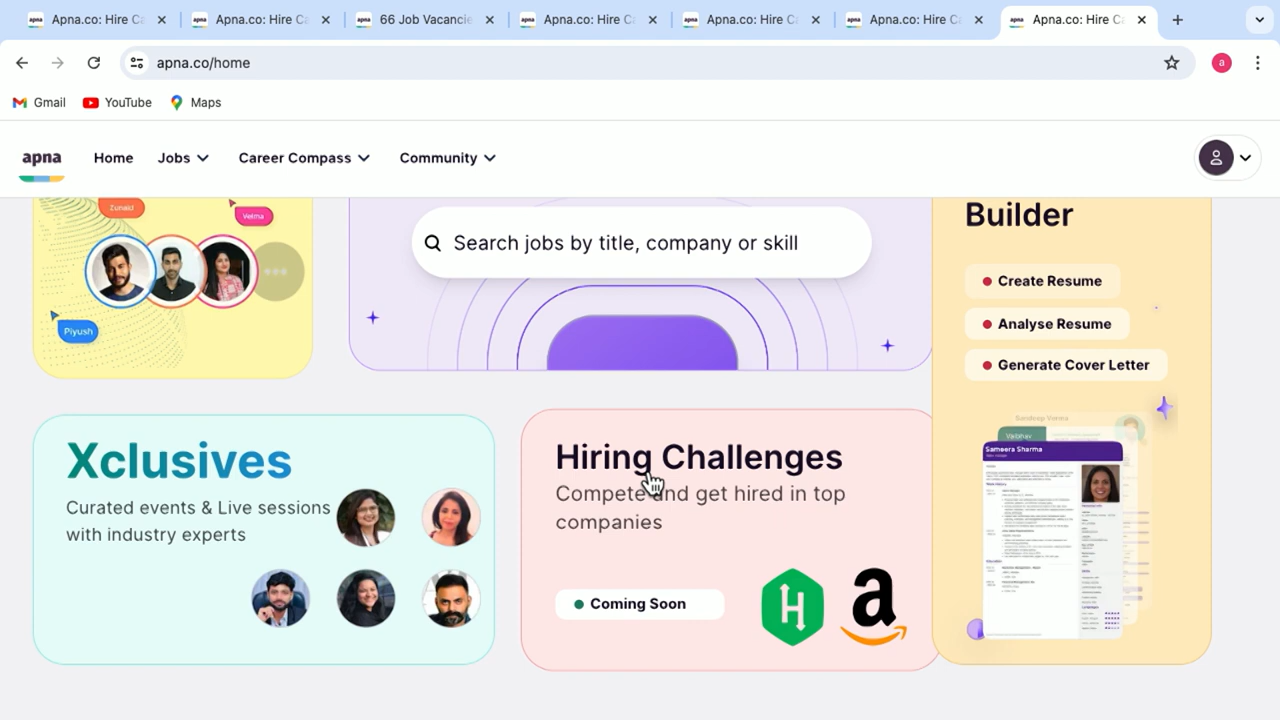 Apna.co: Hire Ca
Apna.co: Hire Ca
66 Job Vacancie
Apna.co: Hire Ca
Apna.co: Hire Ca
Apna.co: Hire Ca
Apna.co: Hire Ca
apna.co/home
a
Gmail
YouTube
Maps
apna
Home
Jobs
Career Compass
Community
Zunaid
Velma
Piyush
Search jobs by title, company or skill
Builder
Create Resume
Analyse Resume
Generate Cover Letter
Sandeep Verma
Vaibhav
Sameera Sharma
Xclusives
Curated events & Live sessions
with industry experts
Hiring Challenges
Compete and get hired in top
companies
Coming Soon
H
a